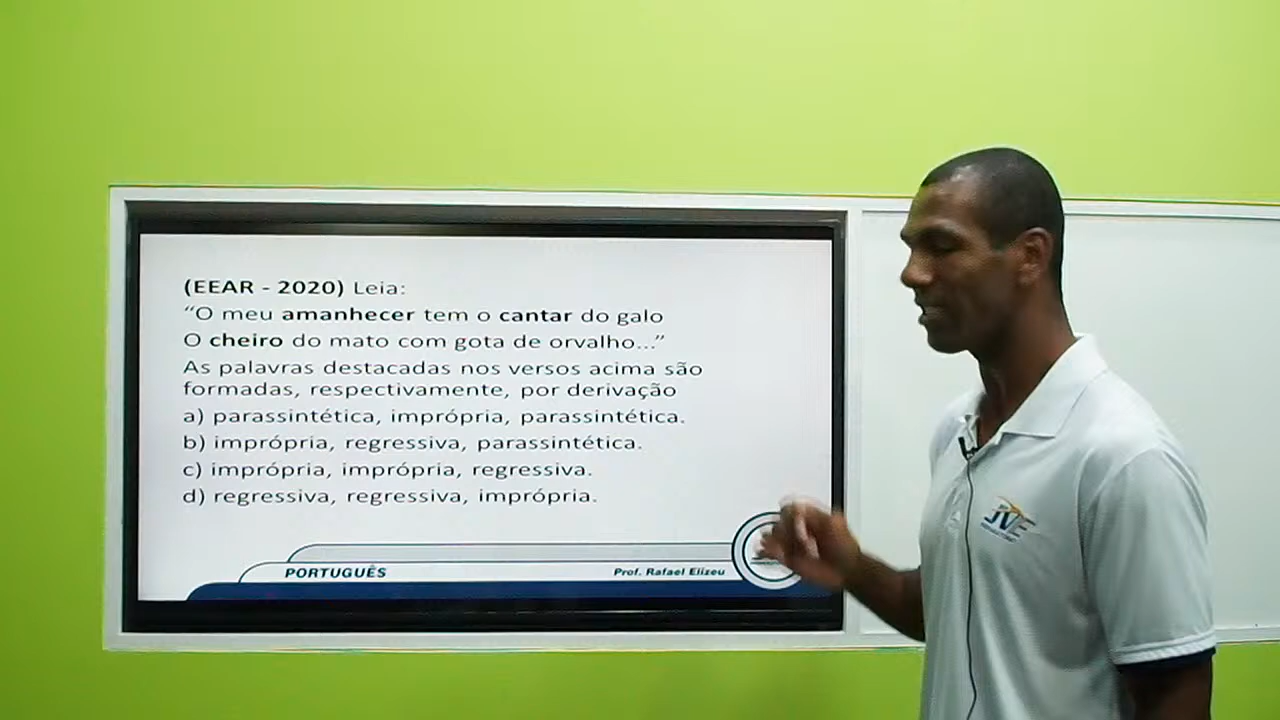 (EEAR - 2020) Leia:
“O meu amanhecer tem o cantar do galo
O cheiro do mato com gota de orvalho...”
As palavras destacadas nos versos acima são
formadas, respectivamente, por derivação
a) parassintética, imprópria, parassintética.
b) imprópria, regressiva, parassintética.
c) imprópria, imprópria, regressiva.
d) regressiva, regressiva, imprópria.
PORTUGUÊS
Prof. Rafael Elizeu
JVE